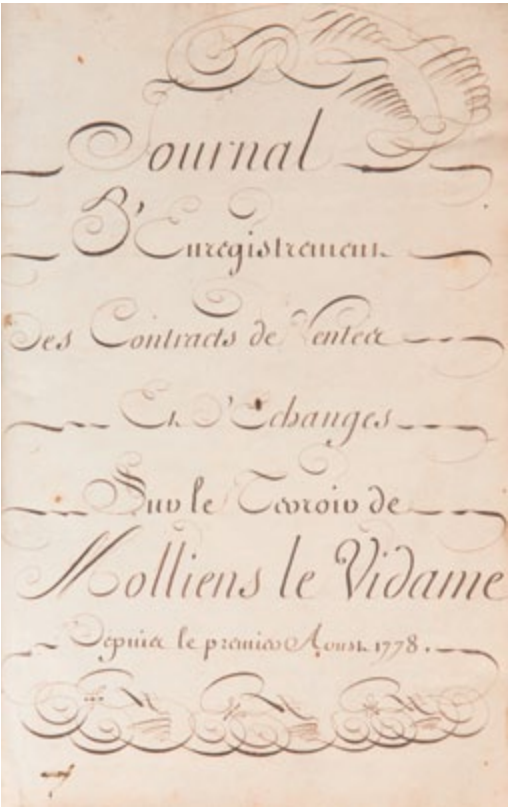 Journal
D'Enregistrement
des Contracts de Ventes
Et D'Echanges
Sur le Terroir de
Molliens le Vidame
Depuis le premier Aoust 1778.